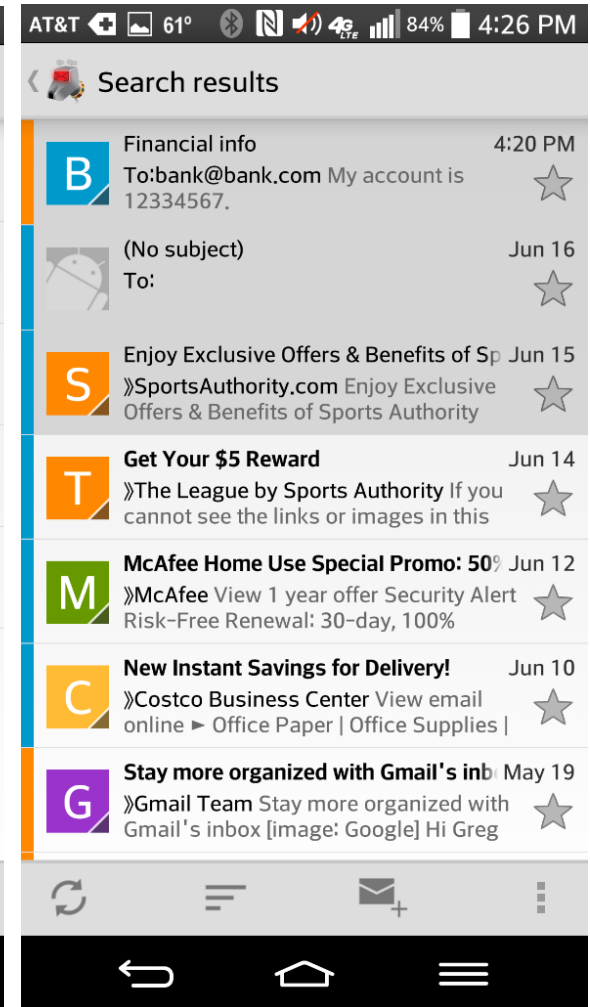 AT&T 61° 4G LTE 84% 4:26 PM
Search results
B
Financial info 4:20 PM
To:bank@bank.com My account is
12334567.
(No subject) Jun 16
To:
S
Enjoy Exclusive Offers & Benefits of Sp Jun 15
》SportsAuthority.com Enjoy Exclusive
Offers & Benefits of Sports Authority
T
Get Your $5 Reward Jun 14
》The League by Sports Authority If you
cannot see the links or images in this
M
McAfee Home Use Special Promo: 50% Jun 12
》McAfee View 1 year offer Security Alert
Risk-Free Renewal: 30-day, 100%
C
New Instant Savings for Delivery! Jun 10
》Costco Business Center View email
online ► Office Paper | Office Supplies |
G
Stay more organized with Gmail's inb May 19
》Gmail Team Stay more organized with
Gmail's inbox [image: Google] Hi Greg